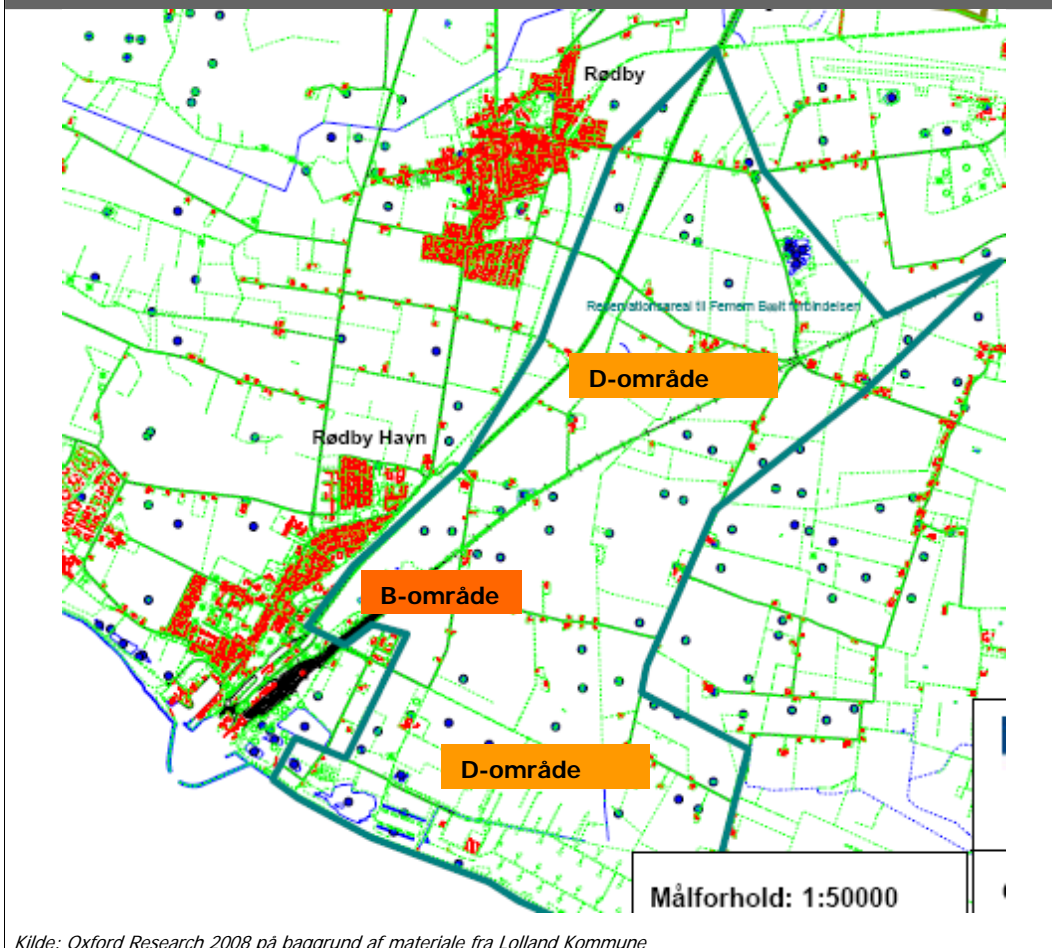 Rødby
Reservationsareal til Femern Bælt forbindelsen
D-område
Rødby Havn
B-område
D-område
Målforhold: 1:50000
Kilde: Oxford Research 2008 på baggrund af materiale fra Lolland Kommune